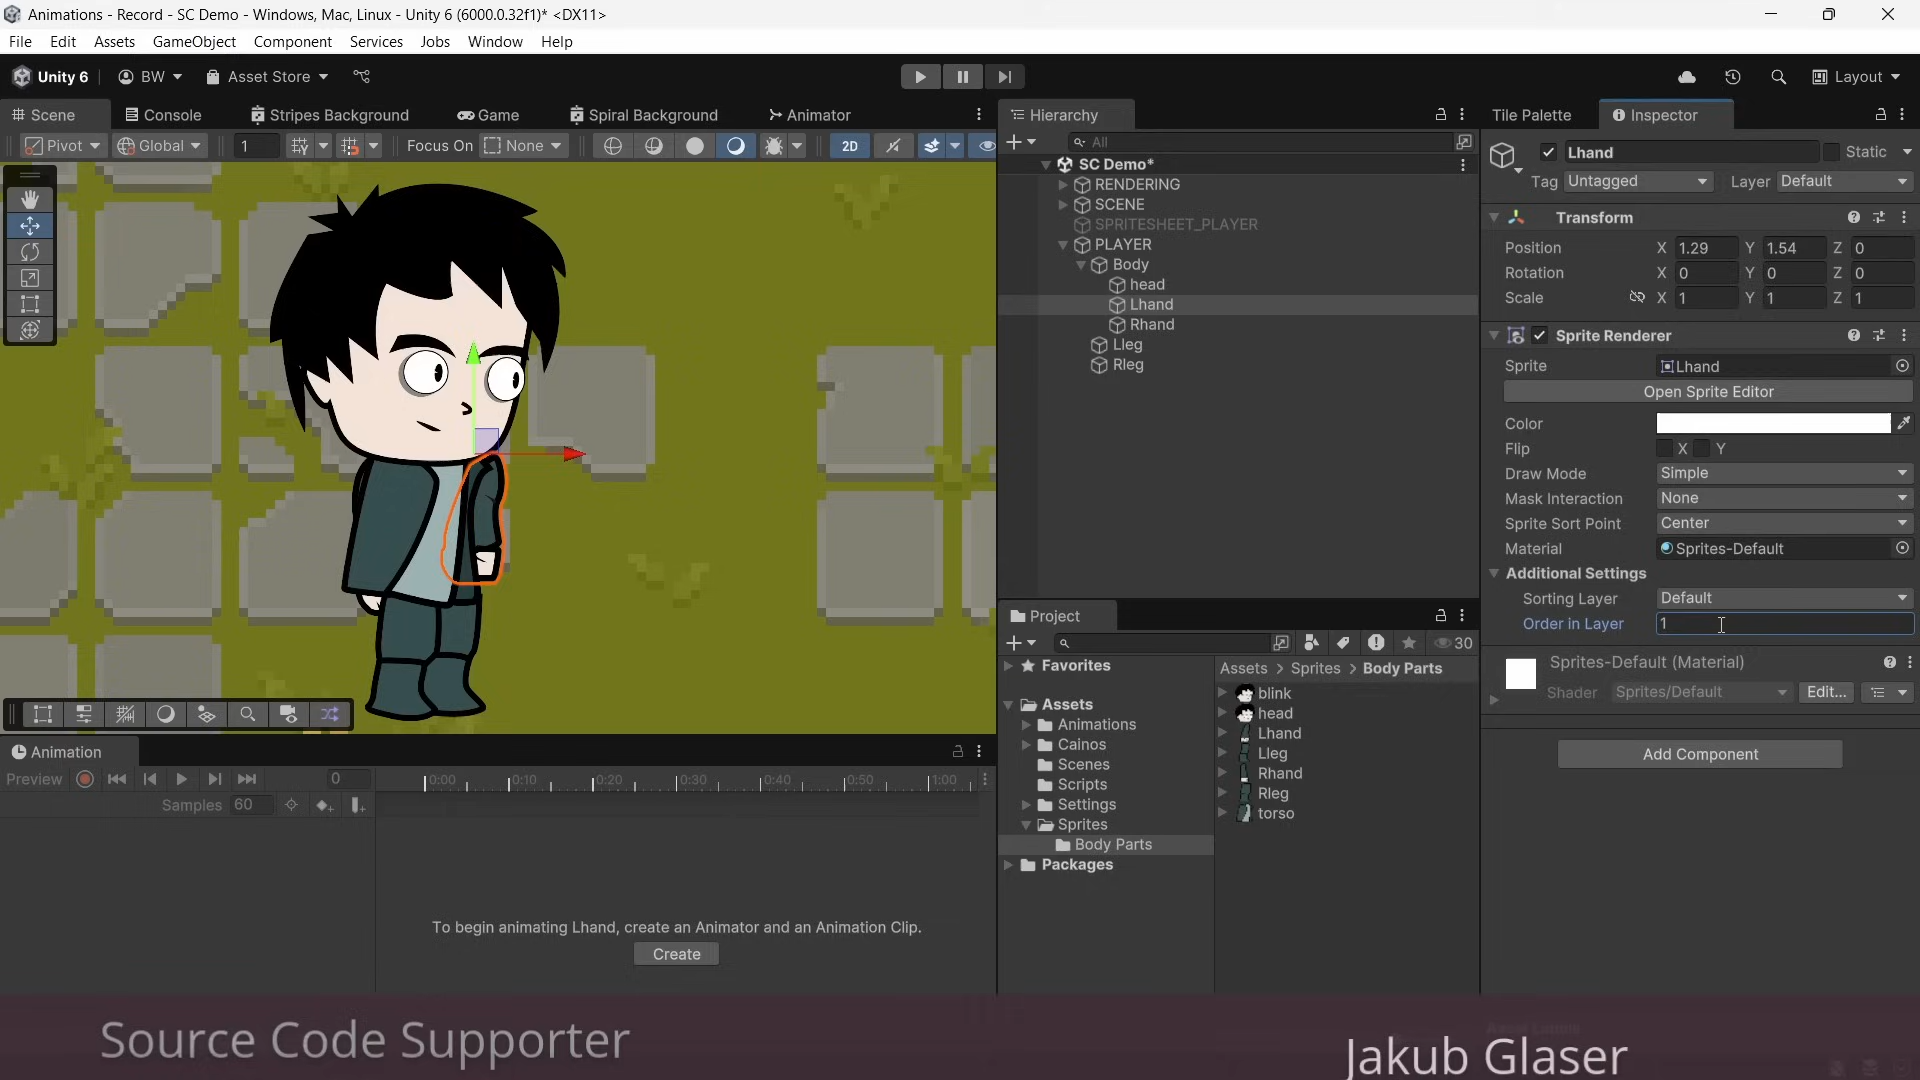 Animations - Record - SC Demo - Windows, Mac, Linux - Unity 6 (6000.0.32f1)* <DX11>
File Edit Assets GameObject Component Services Jobs Window Help
Unity 6 BW Asset Store Layout
Scene Console Stripes Background Game Spiral Background Animator
Pivot Global 1 Focus On None 2D
Hierarchy
All
SC Demo*
RENDERING
SCENE
SPRITESHEET_PLAYER
PLAYER
Body
head
Lhand
Rhand
Lleg
Rleg
Tile Palette Inspector
Lhand Static
Tag Untagged Layer Default
Transform
Position X 1.29 Y 1.54 Z 0
Rotation X 0 Y 0 Z 0
Scale X 1 Y 1 Z 1
Sprite Renderer
Sprite Lhand
Open Sprite Editor
Color
Flip X Y
Draw Mode Simple
Mask Interaction None
Sprite Sort Point Center
Material Sprites-Default
Additional Settings
Sorting Layer Default
Order in Layer 1
Sprites-Default (Material)
Shader Sprites/Default Edit...
Add Component
Project
30
Favorites
Assets
Animations
Cainos
Scenes
Scripts
Settings
Sprites
Body Parts
Packages
Assets > Sprites > Body Parts
blink
head
Lhand
Lleg
Rhand
Rleg
torso
Animation
Preview 0 0:00 0:10 0:20 0:30 0:40 0:50 1:00
Samples 60
To begin animating Lhand, create an Animator and an Animation Clip.
Create
Source Code Supporter
Jakub Glaser